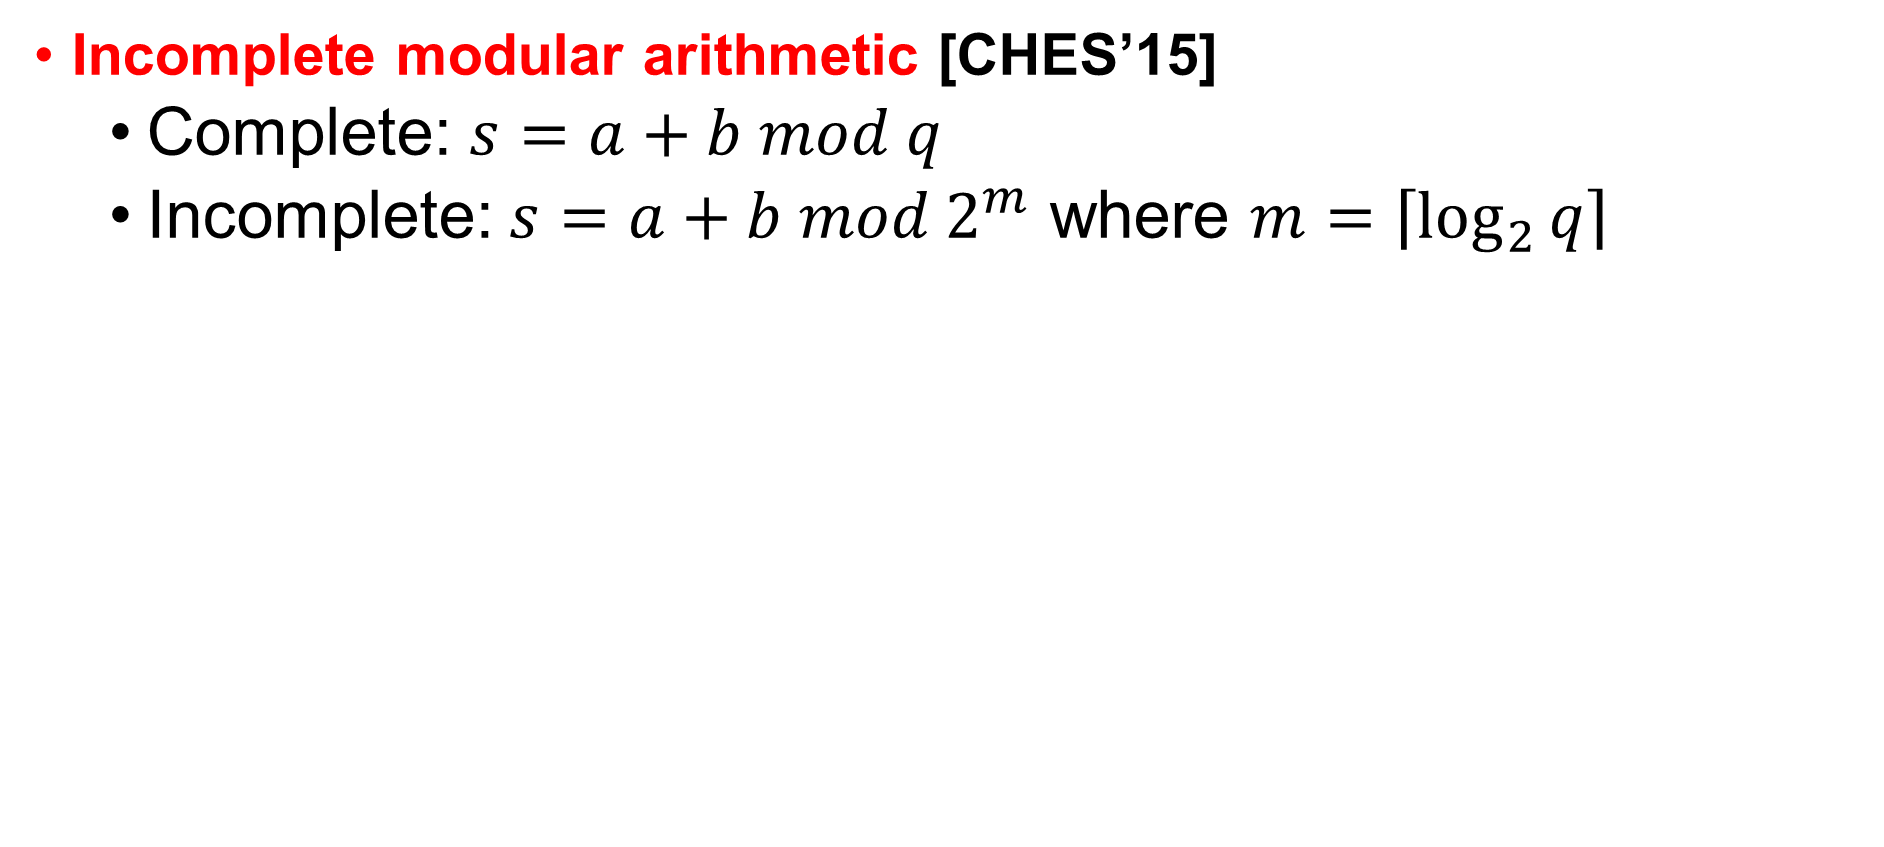 • Incomplete modular arithmetic [CHES’15]
• Complete: s = a + b mod q
• Incomplete: s = a + b mod 2^m where m = ⌈log₂ q⌉